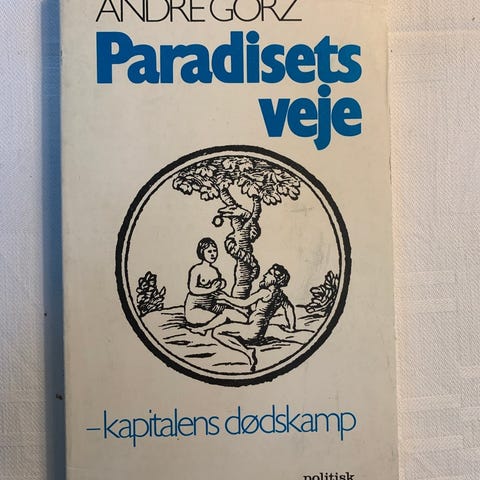 ANDRE GORZ
Paradisets
veje
–kapitalens dødskamp
politisk